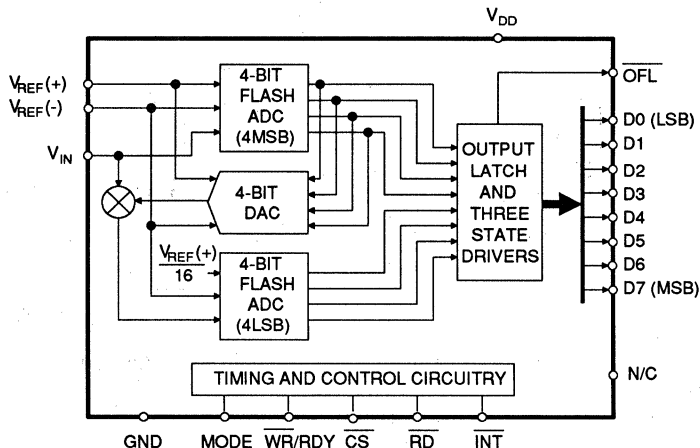 VDD
VREF(+)
VREF(-)
VIN
4-BIT
FLASH
ADC
(4MSB)
4-BIT
DAC
VREF(+)
16
4-BIT
FLASH
ADC
(4LSB)
OUTPUT
LATCH
AND
THREE
STATE
DRIVERS
OFL
D0 (LSB)
D1
D2
D3
D4
D5
D6
D7 (MSB)
N/C
TIMING AND CONTROL CIRCUITRY
GND MODE WR/RDY CS RD INT